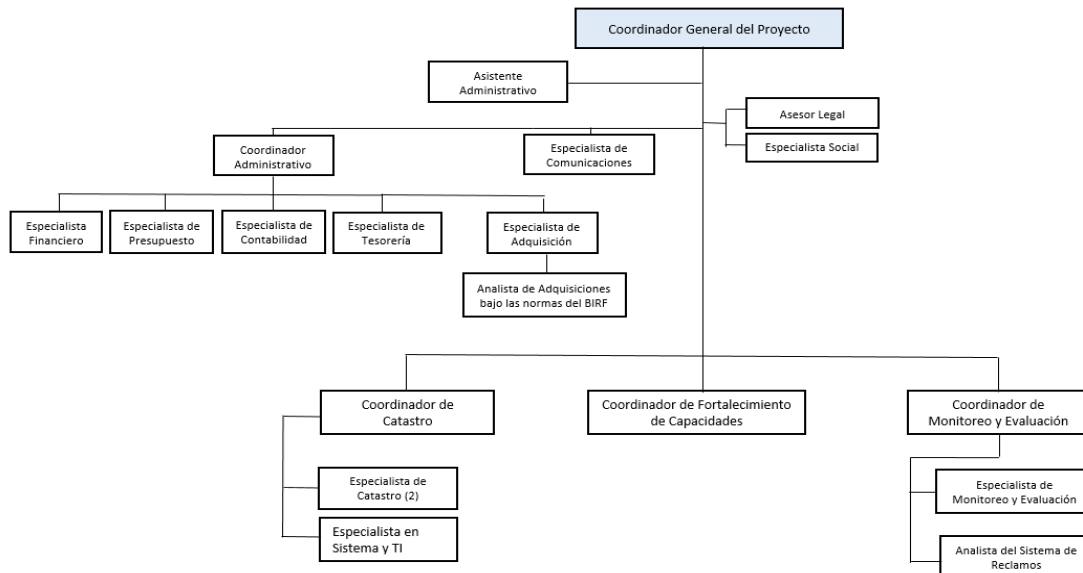 Coordinador General del Proyecto
Asistente
Administrativo
Asesor Legal
Especialista Social
Coordinador
Administrativo
Especialista de
Comunicaciones
Especialista
Financiero
Especialista de
Presupuesto
Especialista de
Contabilidad
Especialista de
Tesorería
Especialista de
Adquisición
Analista de Adquisiciones
bajo las normas del BIRF
Coordinador de
Catastro
Coordinador de Fortalecimiento
de Capacidades
Coordinador de
Monitoreo y Evaluación
Especialista de
Catastro (2)
Especialista en
Sistema y TI
Especialista de
Monitoreo y Evaluación
Analista del Sistema de
Reclamos